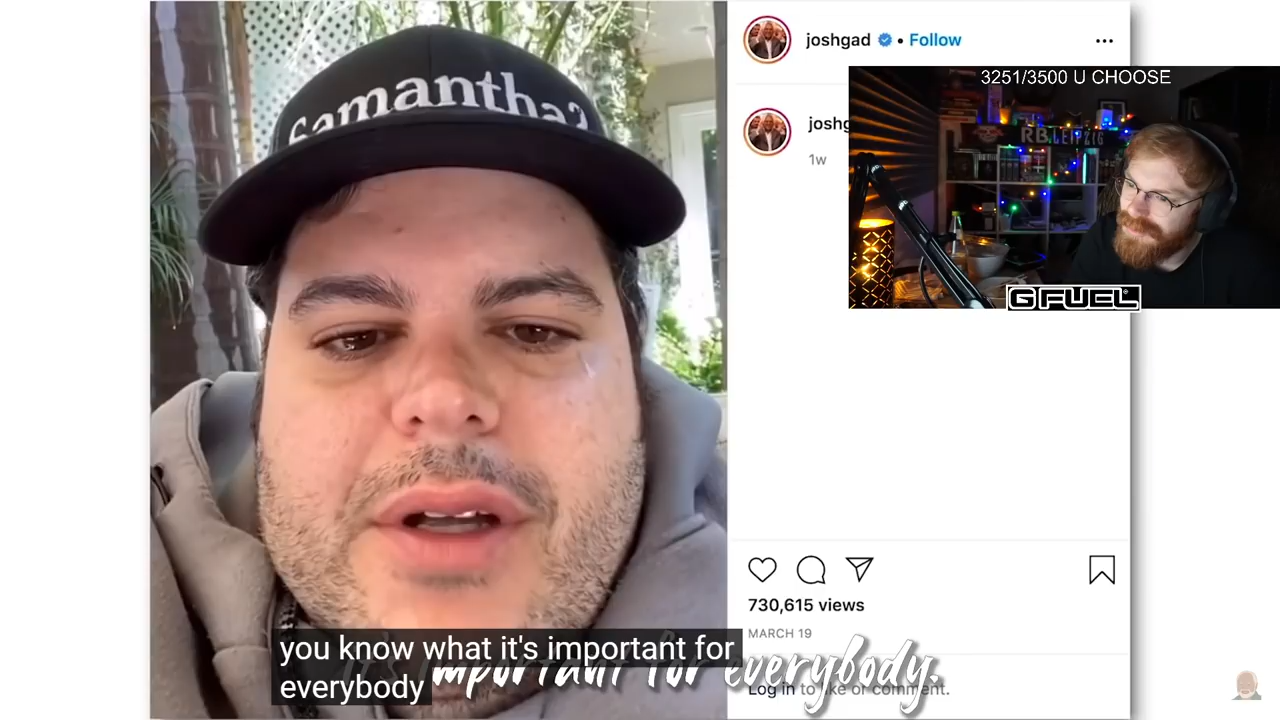 Samantha?
joshgad • Follow
3251/3500 U CHOOSE
joshg
1w
RB LEIPZIG
G FUEL
730,615 views
MARCH 19
you know what it's important for
everybody
important for everybody.
Log in to like or comment.